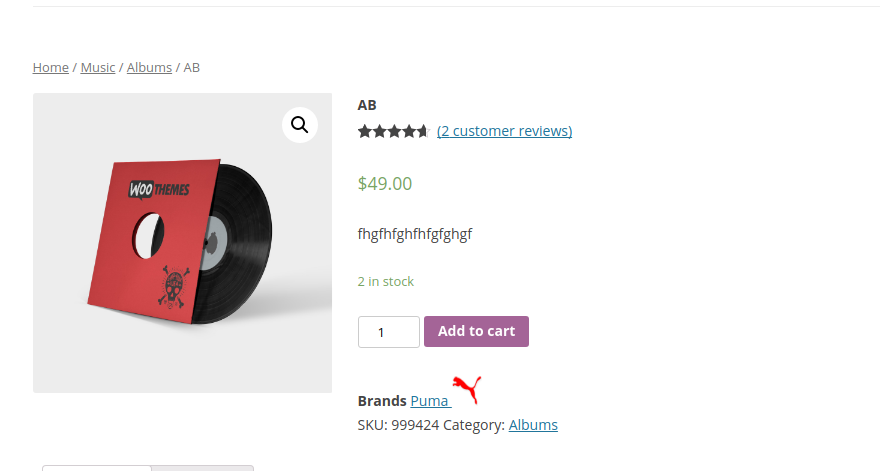 Home / Music / Albums / AB
WOO THEMES
AB
(2 customer reviews)
$49.00
fhgfhfghfhfgfghgf
2 in stock
1
Add to cart
Brands Puma
SKU: 999424 Category: Albums